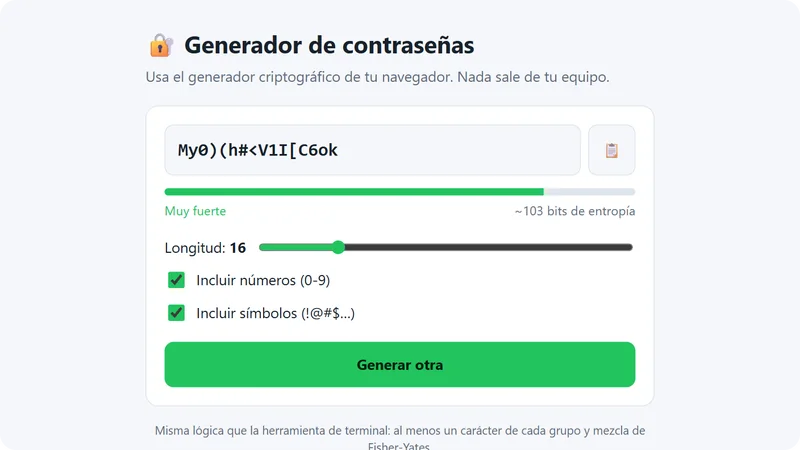 Generador de contraseñas
Usa el generador criptográfico de tu navegador. Nada sale de tu equipo.
My0)(h#<V1I[C6ok
Muy fuerte
~103 bits de entropía
Longitud: 16
Incluir números (0-9)
Incluir símbolos (!@#$...)
Generar otra
Misma lógica que la herramienta de terminal: al menos un carácter de cada grupo y mezcla de
Fisher-Yates